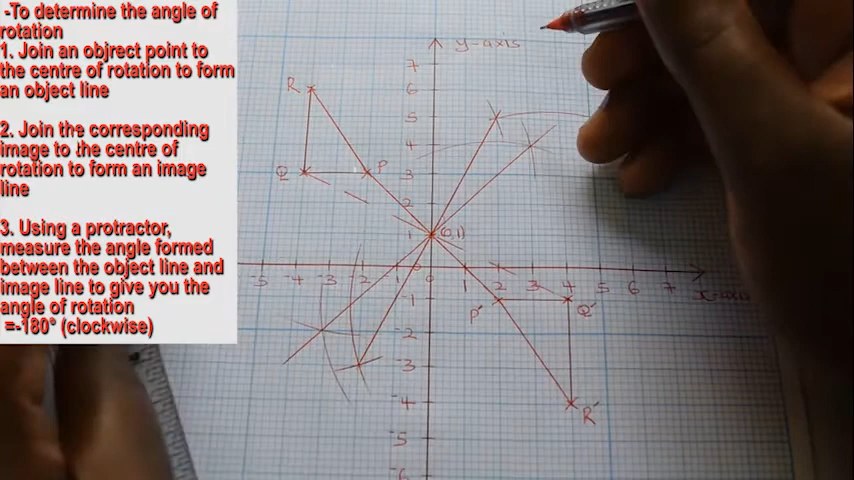 -To determine the angle of
rotation
1. Join an objrect point to
the centre of rotation to form
an object line
2. Join the corresponding
image to the centre of
rotation to form an image
line
3. Using a protractor,
measure the angle formed
between the object line and
image line to give you the
angle of rotation
=-180° (clockwise)
y-axis
7
R 6
5
4
Q P 3
2
1 (0,1)
-5 -4 -3 -2 -1 0 1 2 3 4 5 6 7
-1 P' Q'
-2
-3
-4 R'
-5
-6